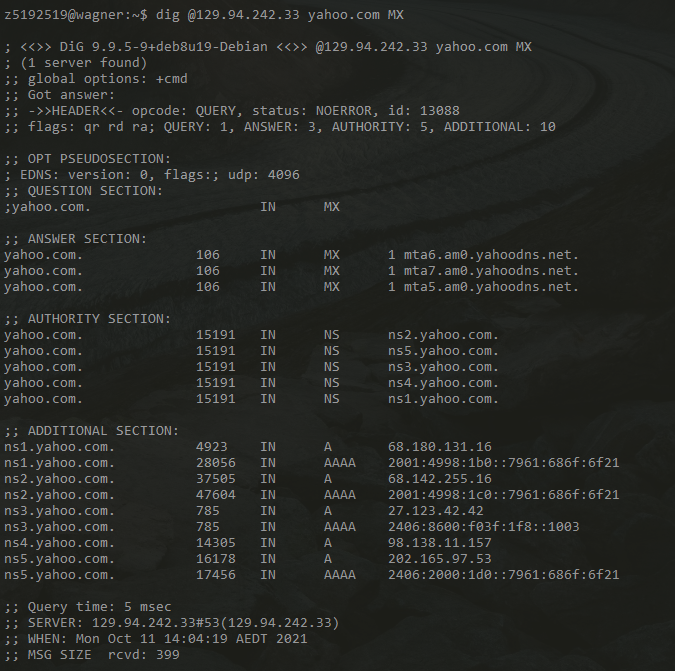 z5192519@wagner:~$ dig @129.94.242.33 yahoo.com MX

; <<>> DiG 9.9.5-9+deb8u19-Debian <<>> @129.94.242.33 yahoo.com MX
; (1 server found)
;; global options: +cmd
;; Got answer:
;; ->>HEADER<<- opcode: QUERY, status: NOERROR, id: 13088
;; flags: qr rd ra; QUERY: 1, ANSWER: 3, AUTHORITY: 5, ADDITIONAL: 10

;; OPT PSEUDOSECTION:
; EDNS: version: 0, flags:; udp: 4096
;; QUESTION SECTION:
;yahoo.com.                     IN      MX

;; ANSWER SECTION:
yahoo.com.              106     IN      MX      1 mta6.am0.yahoodns.net.
yahoo.com.              106     IN      MX      1 mta7.am0.yahoodns.net.
yahoo.com.              106     IN      MX      1 mta5.am0.yahoodns.net.

;; AUTHORITY SECTION:
yahoo.com.              15191   IN      NS      ns2.yahoo.com.
yahoo.com.              15191   IN      NS      ns5.yahoo.com.
yahoo.com.              15191   IN      NS      ns3.yahoo.com.
yahoo.com.              15191   IN      NS      ns4.yahoo.com.
yahoo.com.              15191   IN      NS      ns1.yahoo.com.

;; ADDITIONAL SECTION:
ns1.yahoo.com.          4923    IN      A       68.180.131.16
ns1.yahoo.com.          28056   IN      AAAA    2001:4998:1b0::7961:686f:6f21
ns2.yahoo.com.          37505   IN      A       68.142.255.16
ns2.yahoo.com.          47604   IN      AAAA    2001:4998:1c0::7961:686f:6f21
ns3.yahoo.com.          785     IN      A       27.123.42.42
ns3.yahoo.com.          785     IN      AAAA    2406:8600:f03f:1f8::1003
ns4.yahoo.com.          14305   IN      A       98.138.11.157
ns5.yahoo.com.          16178   IN      A       202.165.97.53
ns5.yahoo.com.          17456   IN      AAAA    2406:2000:1d0::7961:686f:6f21

;; Query time: 5 msec
;; SERVER: 129.94.242.33#53(129.94.242.33)
;; WHEN: Mon Oct 11 14:04:19 AEDT 2021
;; MSG SIZE  rcvd: 399